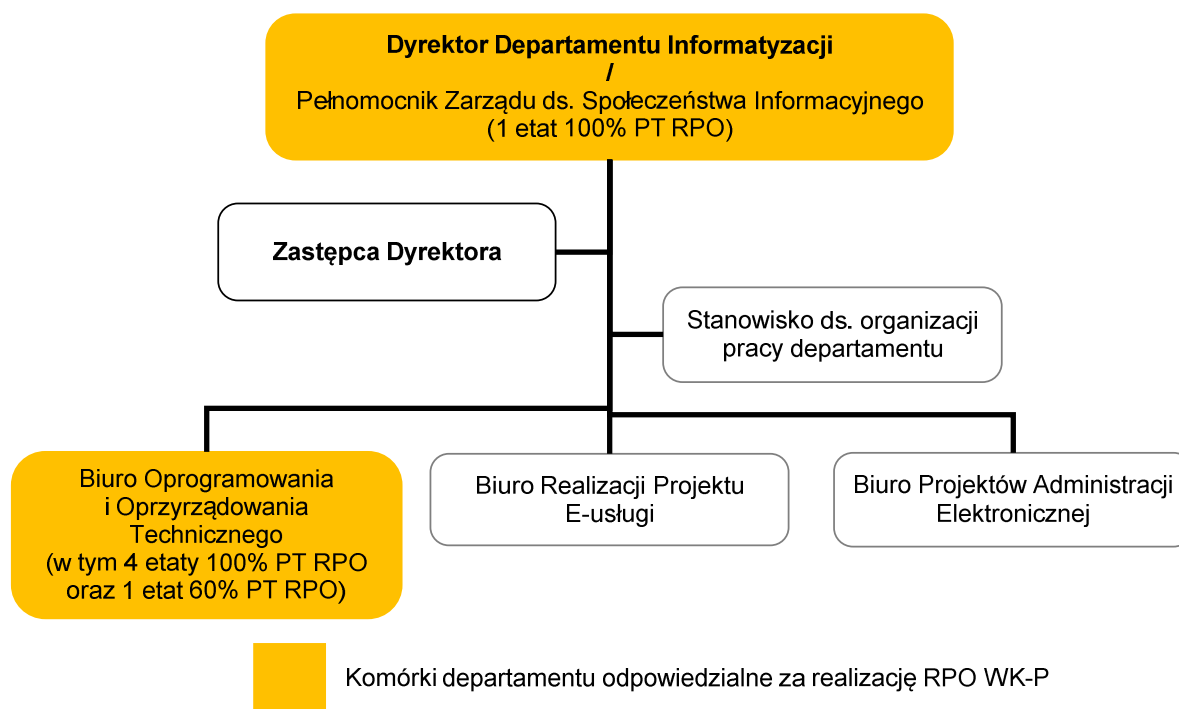 Dyrektor Departamentu Informatyzacji
/
Pełnomocnik Zarządu ds. Społeczeństwa Informacyjnego
(1 etat 100% PT RPO)
Zastępca Dyrektora
Stanowisko ds. organizacji
pracy departamentu
Biuro Oprogramowania
i Oprzyrządowania
Technicznego
(w tym 4 etaty 100% PT RPO
oraz 1 etat 60% PT RPO)
Biuro Realizacji Projektu
E-usługi
Biuro Projektów Administracji
Elektronicznej
Komórki departamentu odpowiedzialne za realizację RPO WK-P